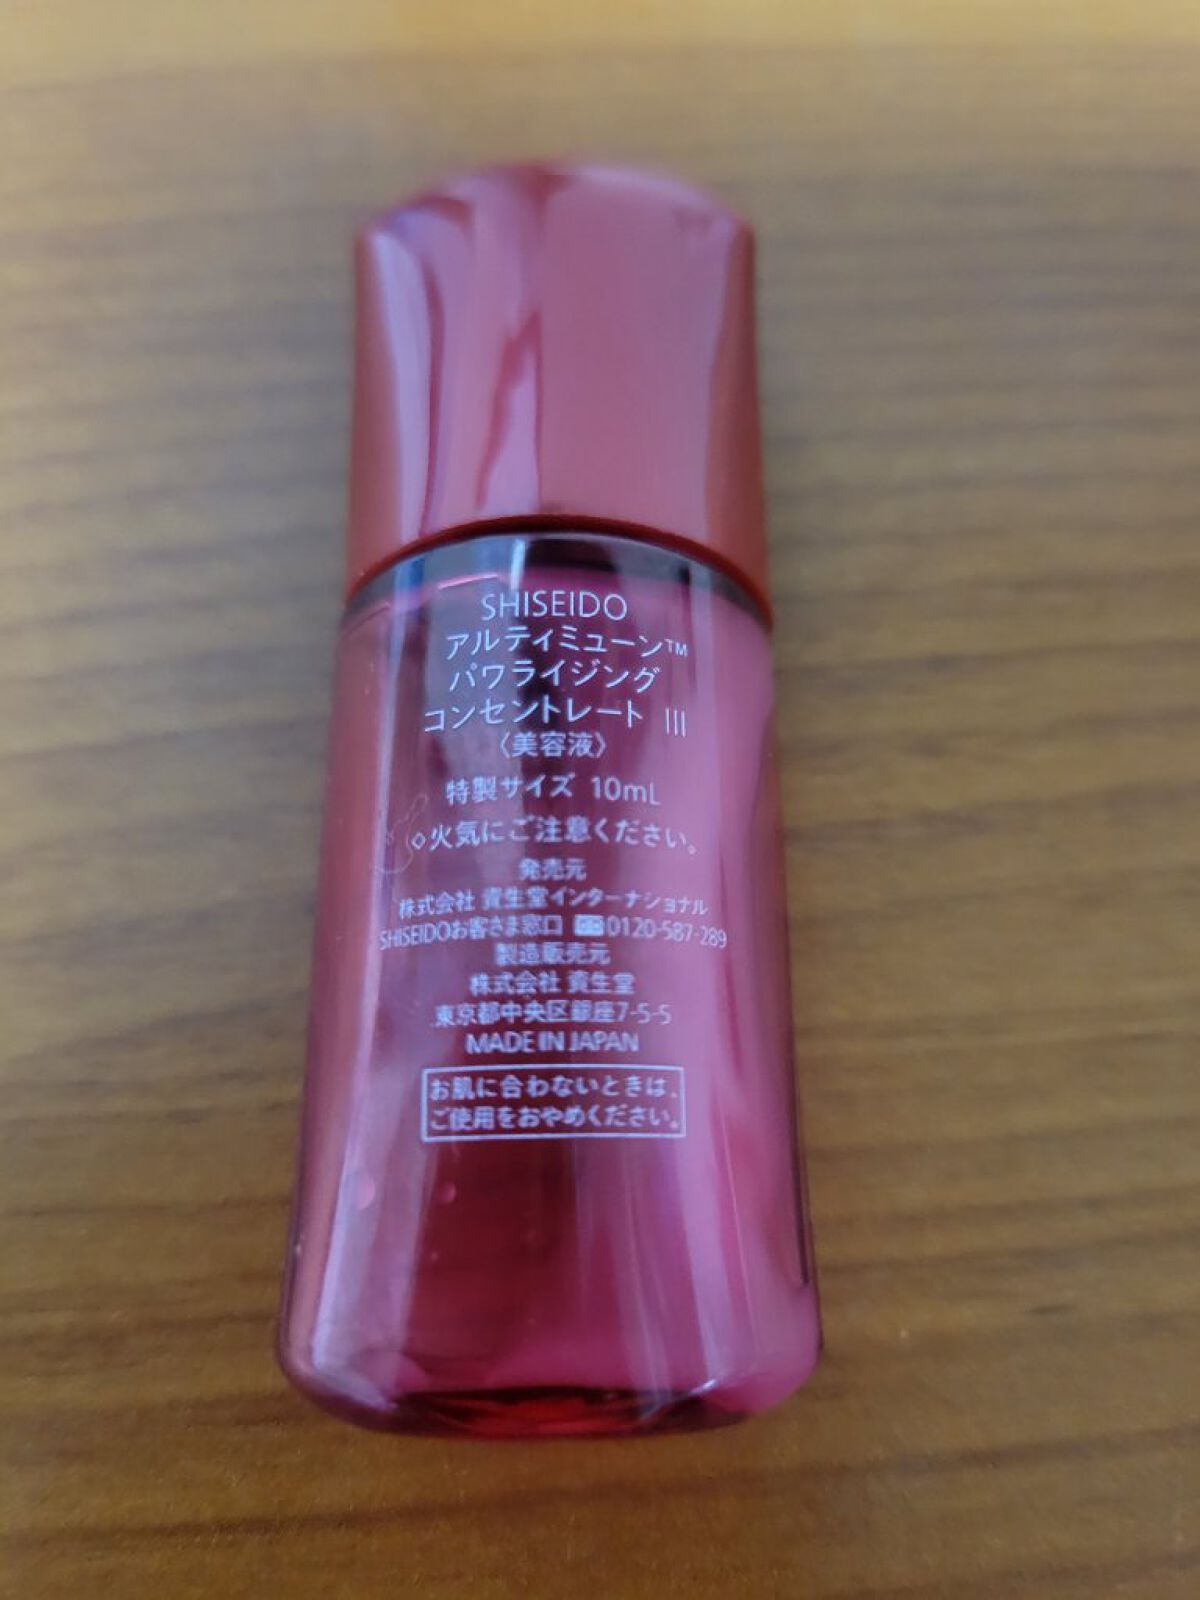 SHISEIDO
アルティミューン™
パワライジング
コンセントレート III
〈美容液〉
特製サイズ 10mL
◇火気にご注意ください。
発売元
株式会社 資生堂インターナショナル
SHISEIDOお客さま窓口 0120-587-289
製造販売元
株式会社 資生堂
東京都中央区銀座7-5-5
MADE IN JAPAN
お肌に合わないときは、
ご使用をおやめください。